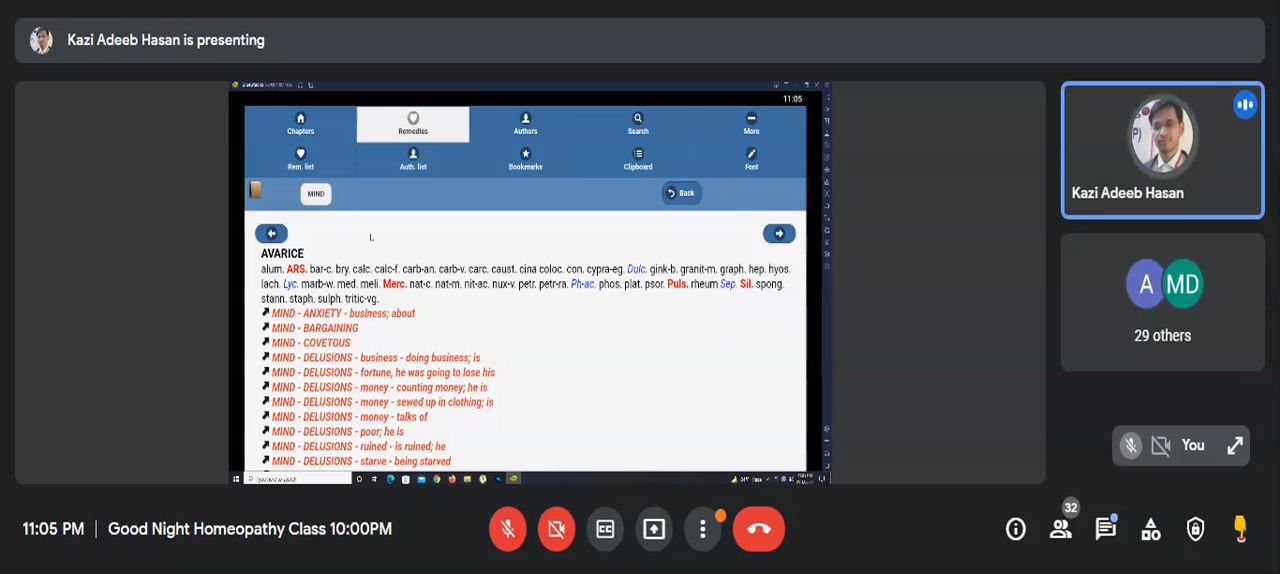 Kazi Adeeb Hasan is presenting
11:05
Chapters
Remedies
Authors
Search
More
Rem. list
Auth. list
Bookmarks
Clipboard
Font
MIND
Back
I.
AVARICE
alum. ARS. bar-c. bry. calc. calc-f. carb-an. carb-v. carc. caust. cina coloc. con. cypra-eg. Dulc. gink-b. granit-m. graph. hep. hyos.
lach. Lyc. marb-w. med. meli. Merc. nat-c. nat-m. nit-ac. nux-v. petr. petr-ra. Ph-ac. phos. plat. psor. Puls. rheum Sep. Sil. spong.
stann. staph. sulph. tritic-vg.
MIND - ANXIETY - business; about
MIND - BARGAINING
MIND - COVETOUS
MIND - DELUSIONS - business - doing business; is
MIND - DELUSIONS - fortune, he was going to lose his
MIND - DELUSIONS - money - counting money; he is
MIND - DELUSIONS - money - sewed up in clothing; is
MIND - DELUSIONS - money - talks of
MIND - DELUSIONS - poor; he is
MIND - DELUSIONS - ruined - is ruined; he
MIND - DELUSIONS - starve - being starved
Type here to search
P)
Kazi Adeeb Hasan
A MD
29 others
You
11:05 PM | Good Night Homeopathy Class 10:00PM
CC
32